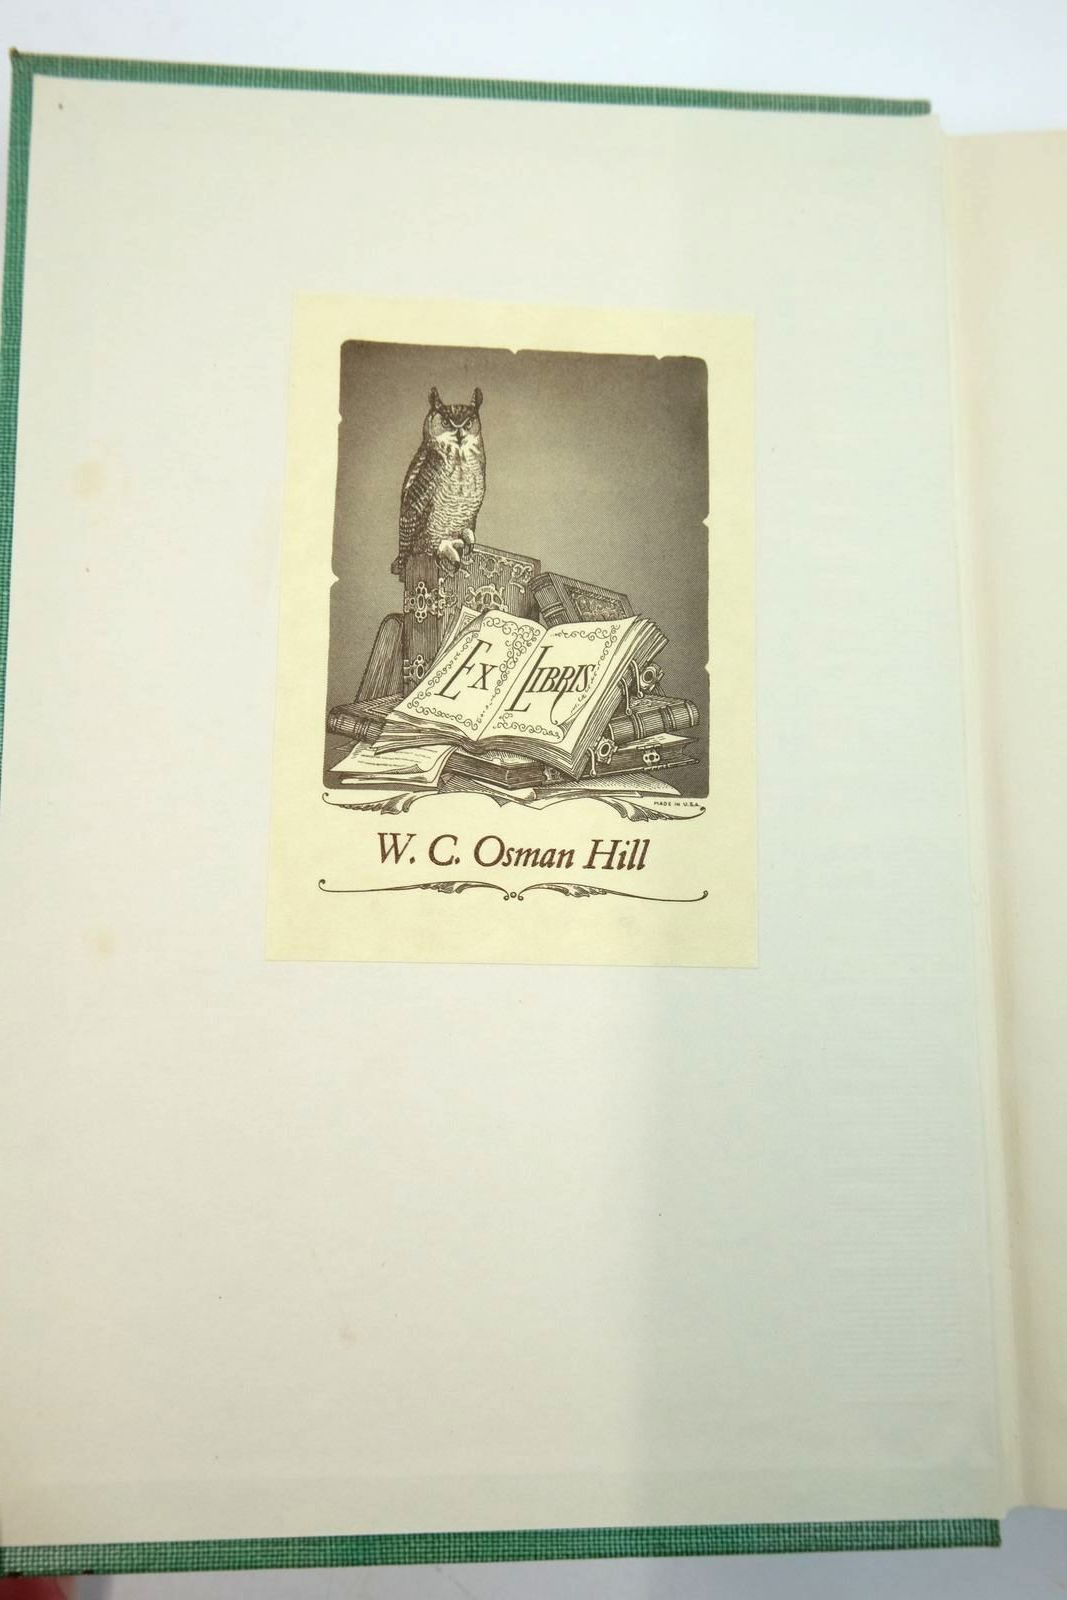 Ex Libris
MADE IN U.S.A.
W. C. Osman Hill